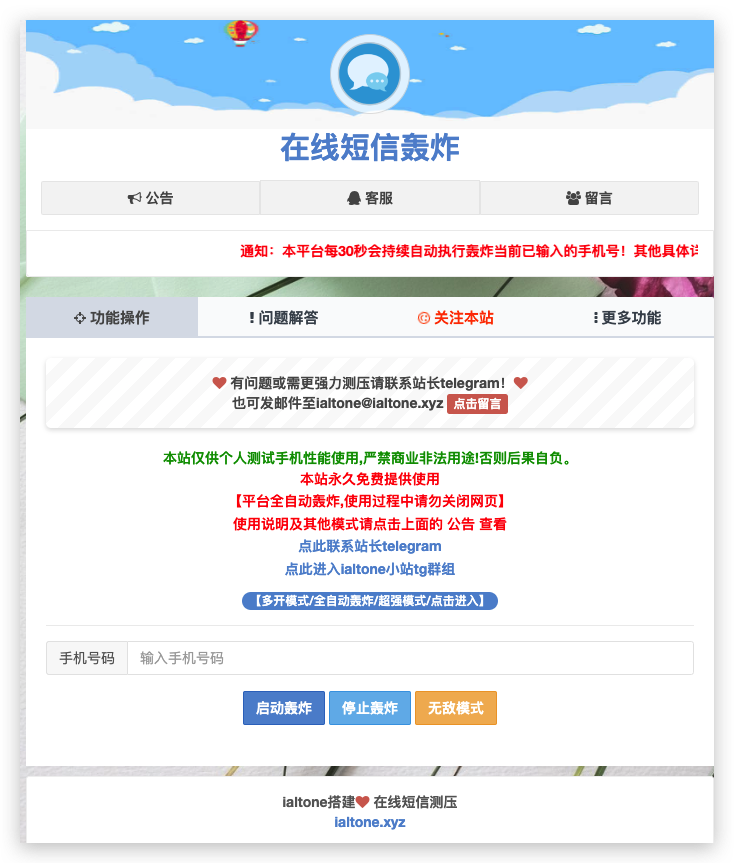 在线短信轰炸
公告
客服
留言
通知：本平台每30秒会持续自动执行轰炸当前已输入的手机号！其他具体
功能操作
问题解答
关注本站
更多功能
有问题或需更强力测压请联系站长telegram！
也可发邮件至ialtone@ialtone.xyz 点击留言
本站仅供个人测试手机性能使用,严禁商业非法用途!否则后果自负。
本站永久免费提供使用
【平台全自动轰炸,使用过程中请勿关闭网页】
使用说明及其他模式请点击上面的 公告 查看
点此联系站长telegram
点此进入ialtone小站tg群组
【多开模式/全自动轰炸/超强模式/点击进入】
手机号码 输入手机号码
启动轰炸 停止轰炸 无敌模式
ialtone搭建❤ 在线短信测压
ialtone.xyz